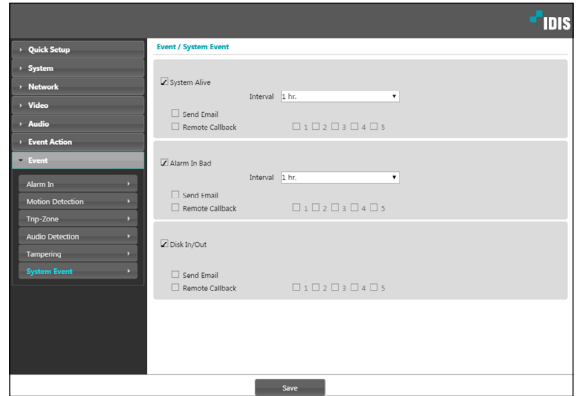 IDIS
Quick Setup
System
Network
Video
Audio
Event Action
Event
Alarm In
Motion Detection
Trip-Zone
Audio Detection
Tampering
System Event
Event / System Event
System Alive
Interval 1 hr.
Send Email
Remote Callback 1 2 3 4 5
Alarm In Bad
Interval 1 hr.
Send Email
Remote Callback 1 2 3 4 5
Disk In/Out
Send Email
Remote Callback 1 2 3 4 5
Save